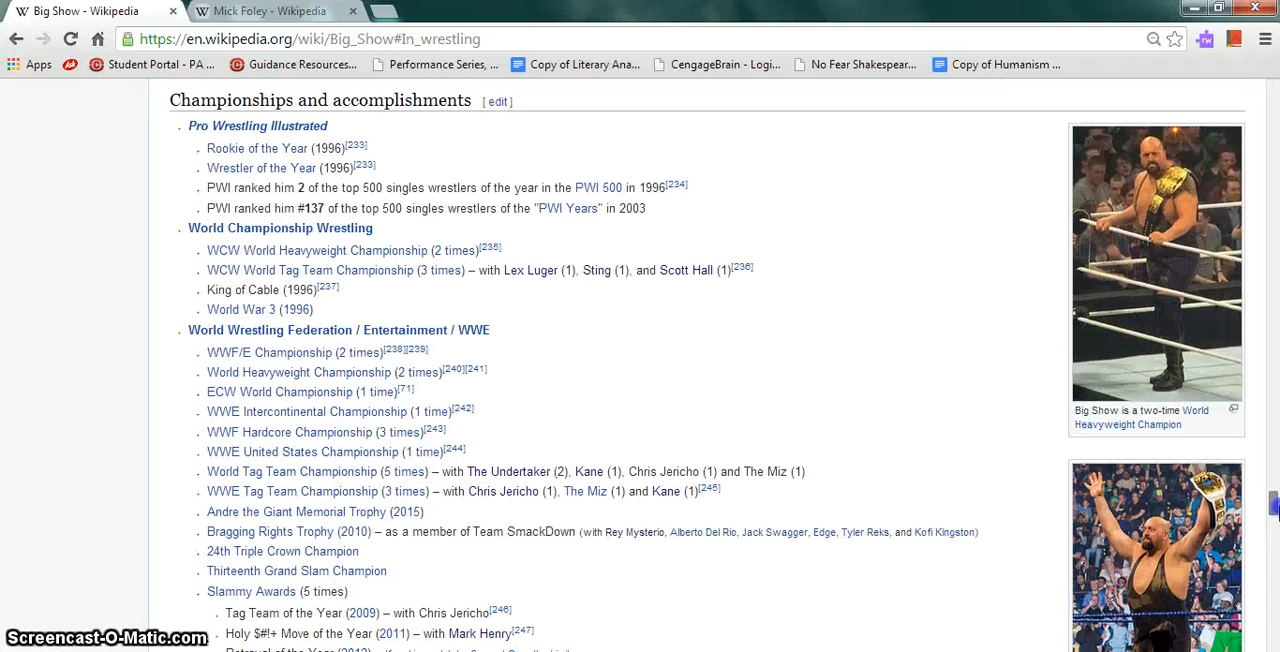 Big Show - Wikipedia
Mick Foley - Wikipedia
https://en.wikipedia.org/wiki/Big_Show#In_wrestling
Apps
Ask
Student Portal - PA ...
Guidance Resources...
Performance Series, ...
Copy of Literary Ana...
CengageBrain - Logi...
No Fear Shakespear...
Copy of Humanism ...
Championships and accomplishments [ edit ]
Pro Wrestling Illustrated
Rookie of the Year (1996)[233]
Wrestler of the Year (1996)[233]
PWI ranked him 2 of the top 500 singles wrestlers of the year in the PWI 500 in 1996[234]
PWI ranked him #137 of the top 500 singles wrestlers of the "PWI Years" in 2003
World Championship Wrestling
WCW World Heavyweight Championship (2 times)[235]
WCW World Tag Team Championship (3 times) – with Lex Luger (1), Sting (1), and Scott Hall (1)[236]
King of Cable (1996)[237]
World War 3 (1996)
World Wrestling Federation / Entertainment / WWE
WWF/E Championship (2 times)[238][239]
World Heavyweight Championship (2 times)[240][241]
ECW World Championship (1 time)[71]
WWE Intercontinental Championship (1 time)[242]
WWF Hardcore Championship (3 times)[243]
WWE United States Championship (1 time)[244]
World Tag Team Championship (5 times) – with The Undertaker (2), Kane (1), Chris Jericho (1) and The Miz (1)
WWE Tag Team Championship (3 times) – with Chris Jericho (1), The Miz (1) and Kane (1)[245]
Andre the Giant Memorial Trophy (2015)
Bragging Rights Trophy (2010) – as a member of Team SmackDown (with Rey Mysterio, Alberto Del Rio, Jack Swagger, Edge, Tyler Reks, and Kofi Kingston)
24th Triple Crown Champion
Thirteenth Grand Slam Champion
Slammy Awards (5 times)
Tag Team of the Year (2009) – with Chris Jericho[246]
Holy $#!+ Move of the Year (2011) – with Mark Henry[247]
Big Show is a two-time World
Heavyweight Champion
Screencast-O-Matic.com